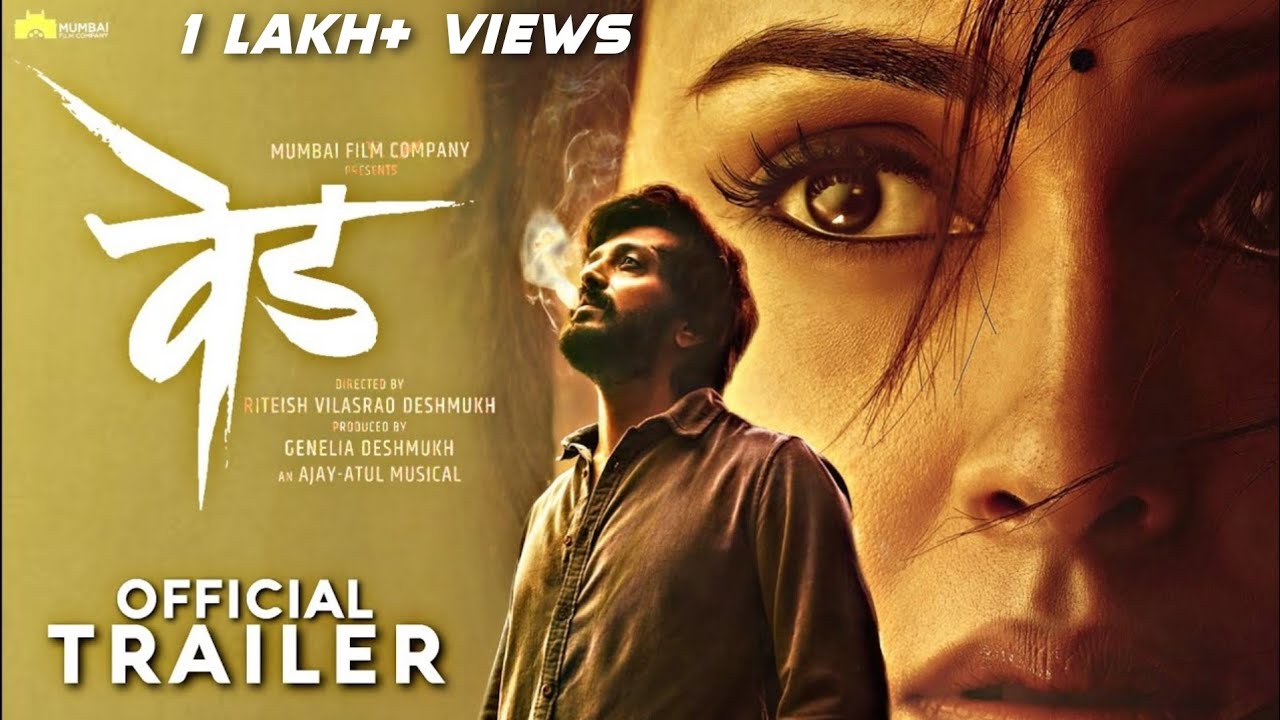 MUMBAI
FILM COMPANY
1 LAKH+ VIEWS
MUMBAI FILM COMPANY
PRESENTS
वेड
DIRECTED BY
RITEISH VILASRAO DESHMUKH
PRODUCED BY
GENELIA DESHMUKH
AN AJAY-ATUL MUSICAL
OFFICIAL
TRAILER